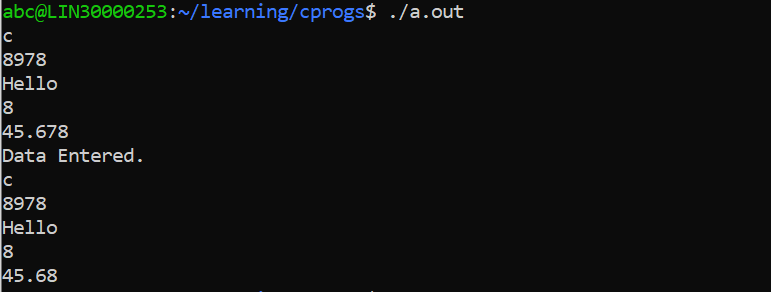 abc@LIN30000253:~/learning/cprogs$ ./a.out
c
8978
Hello
8
45.678
Data Entered.
c
8978
Hello
8
45.68